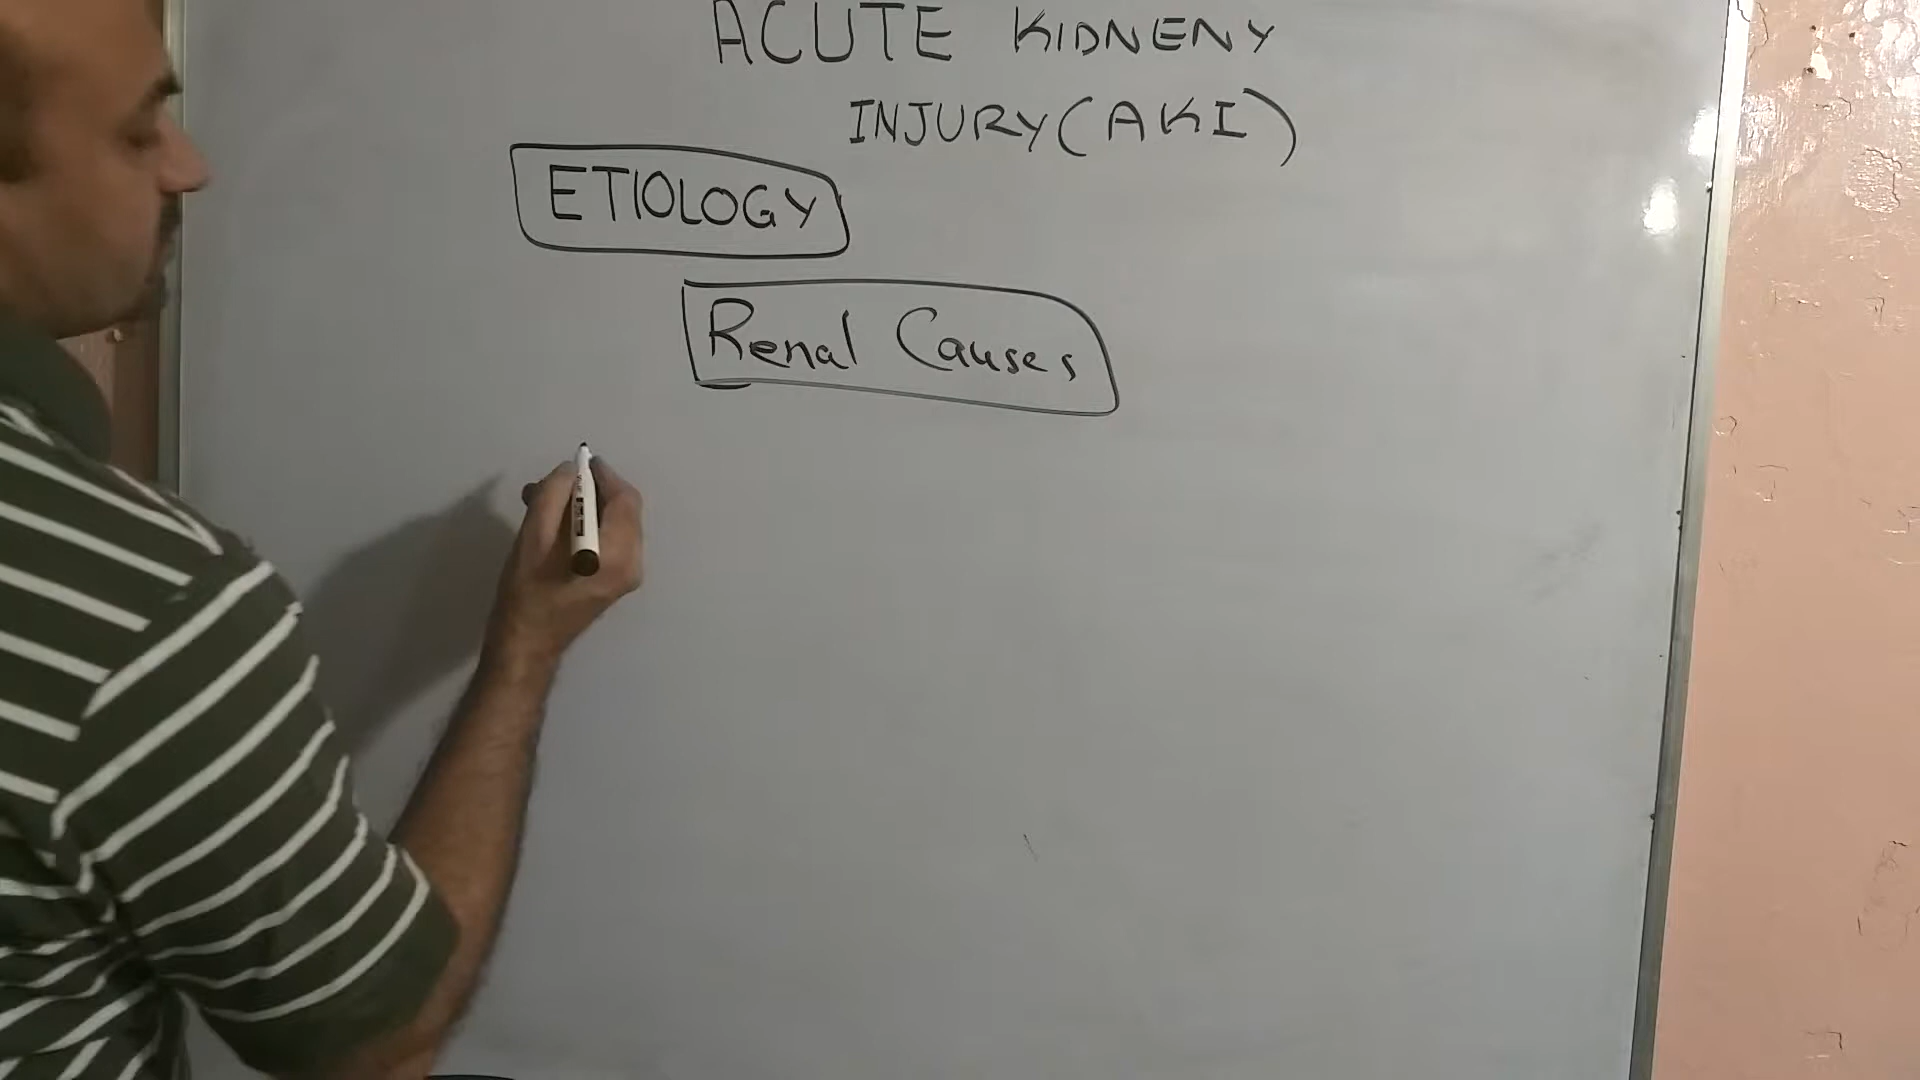 ACUTE KIDNENY
INJURY (AKI)
ETIOLOGY
Renal Causes